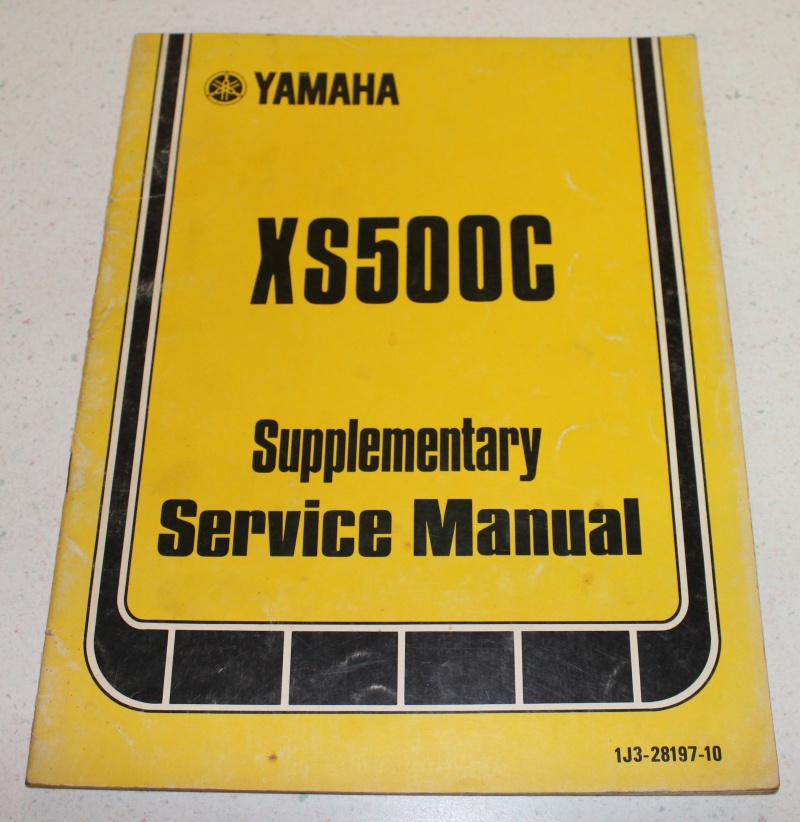 YAMAHA
XS500C
Supplementary
Service Manual
1J3-28197-10